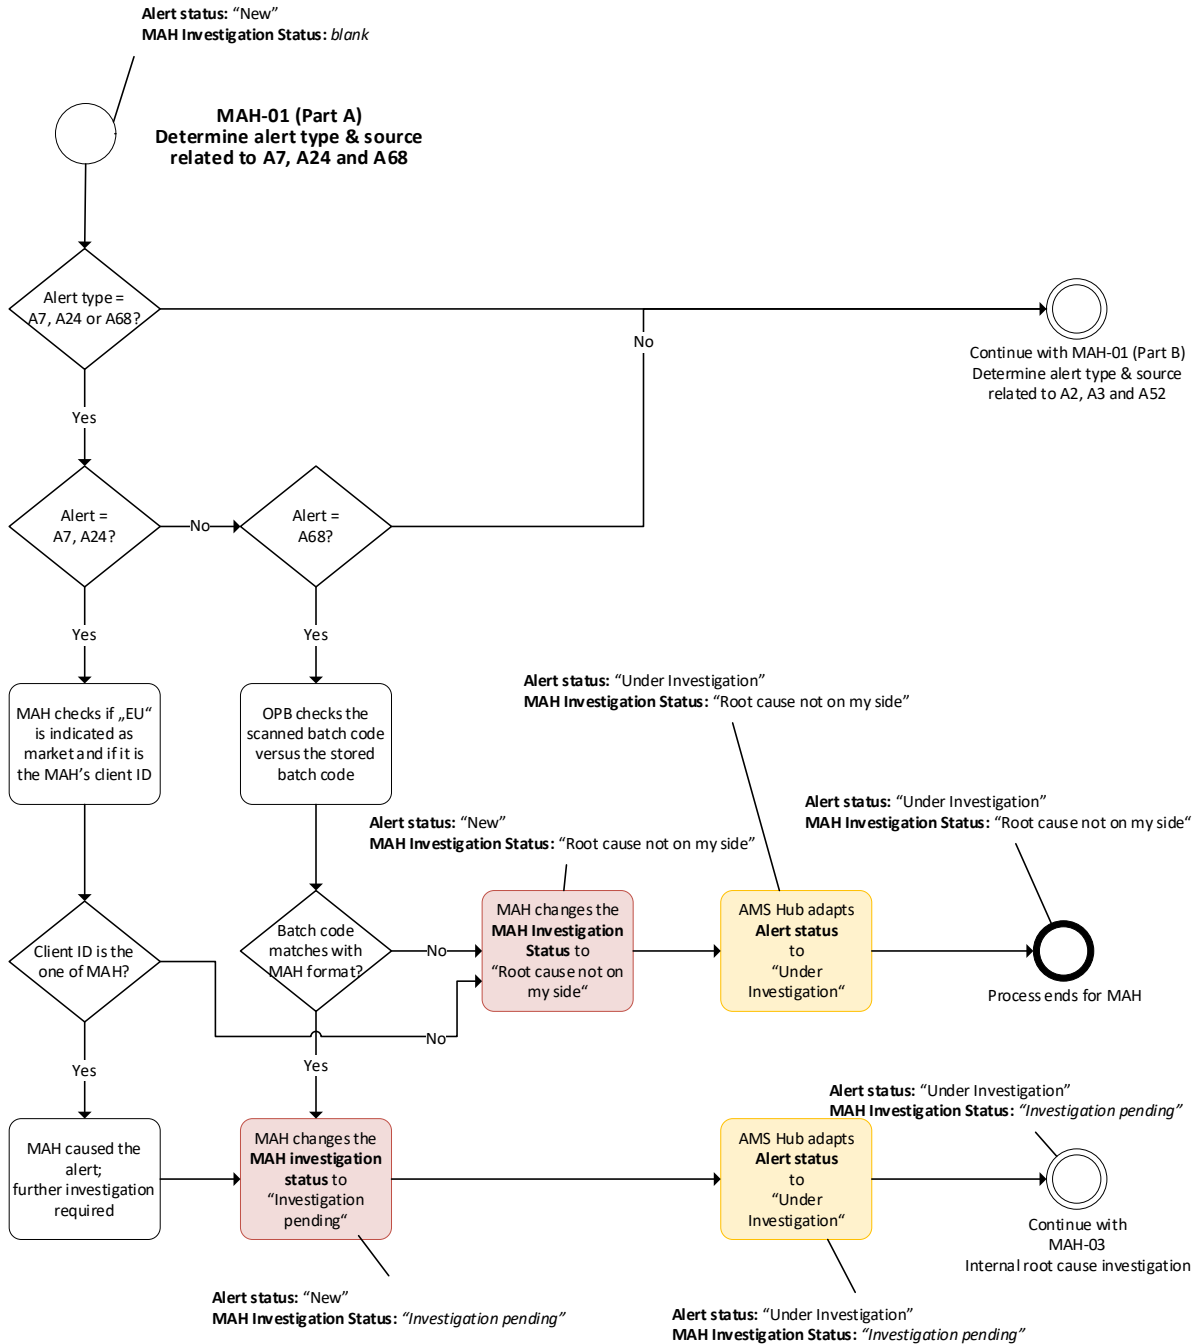 Alert status: “New”
MAH Investigation Status: blank
MAH-01 (Part A)
Determine alert type & source
related to A7, A24 and A68
Alert type =
A7, A24 or A68?
No
Continue with MAH-01 (Part B)
Determine alert type & source
related to A2, A3 and A52
Yes
Alert =
A7, A24?
No
Alert =
A68?
Yes
Yes
Alert status: “Under Investigation”
MAH Investigation Status: “Root cause not on my side”
MAH checks if „EU“
is indicated as
market and if it is
the MAH’s client ID
OPB checks the
scanned batch code
versus the stored
batch code
Alert status: “New”
MAH Investigation Status: “Root cause not on my side”
Alert status: “Under Investigation”
MAH Investigation Status: “Root cause not on my side“
Client ID is the
one of MAH?
Batch code
matches with
MAH format?
No
MAH changes the
MAH Investigation
Status to
“Root cause not on
my side“
AMS Hub adapts
Alert status
to
“Under
Investigation“
Process ends for MAH
No
Yes
Yes
Alert status: “Under Investigation”
MAH Investigation Status: “Investigation pending”
MAH caused the
alert;
further investigation
required
MAH changes the
MAH investigation
status to
“Investigation
pending“
AMS Hub adapts
Alert status
to
“Under
Investigation“
Continue with
MAH-03
Internal root cause investigation
Alert status: “New”
MAH Investigation Status: “Investigation pending”
Alert status: “Under Investigation”
MAH Investigation Status: “Investigation pending”